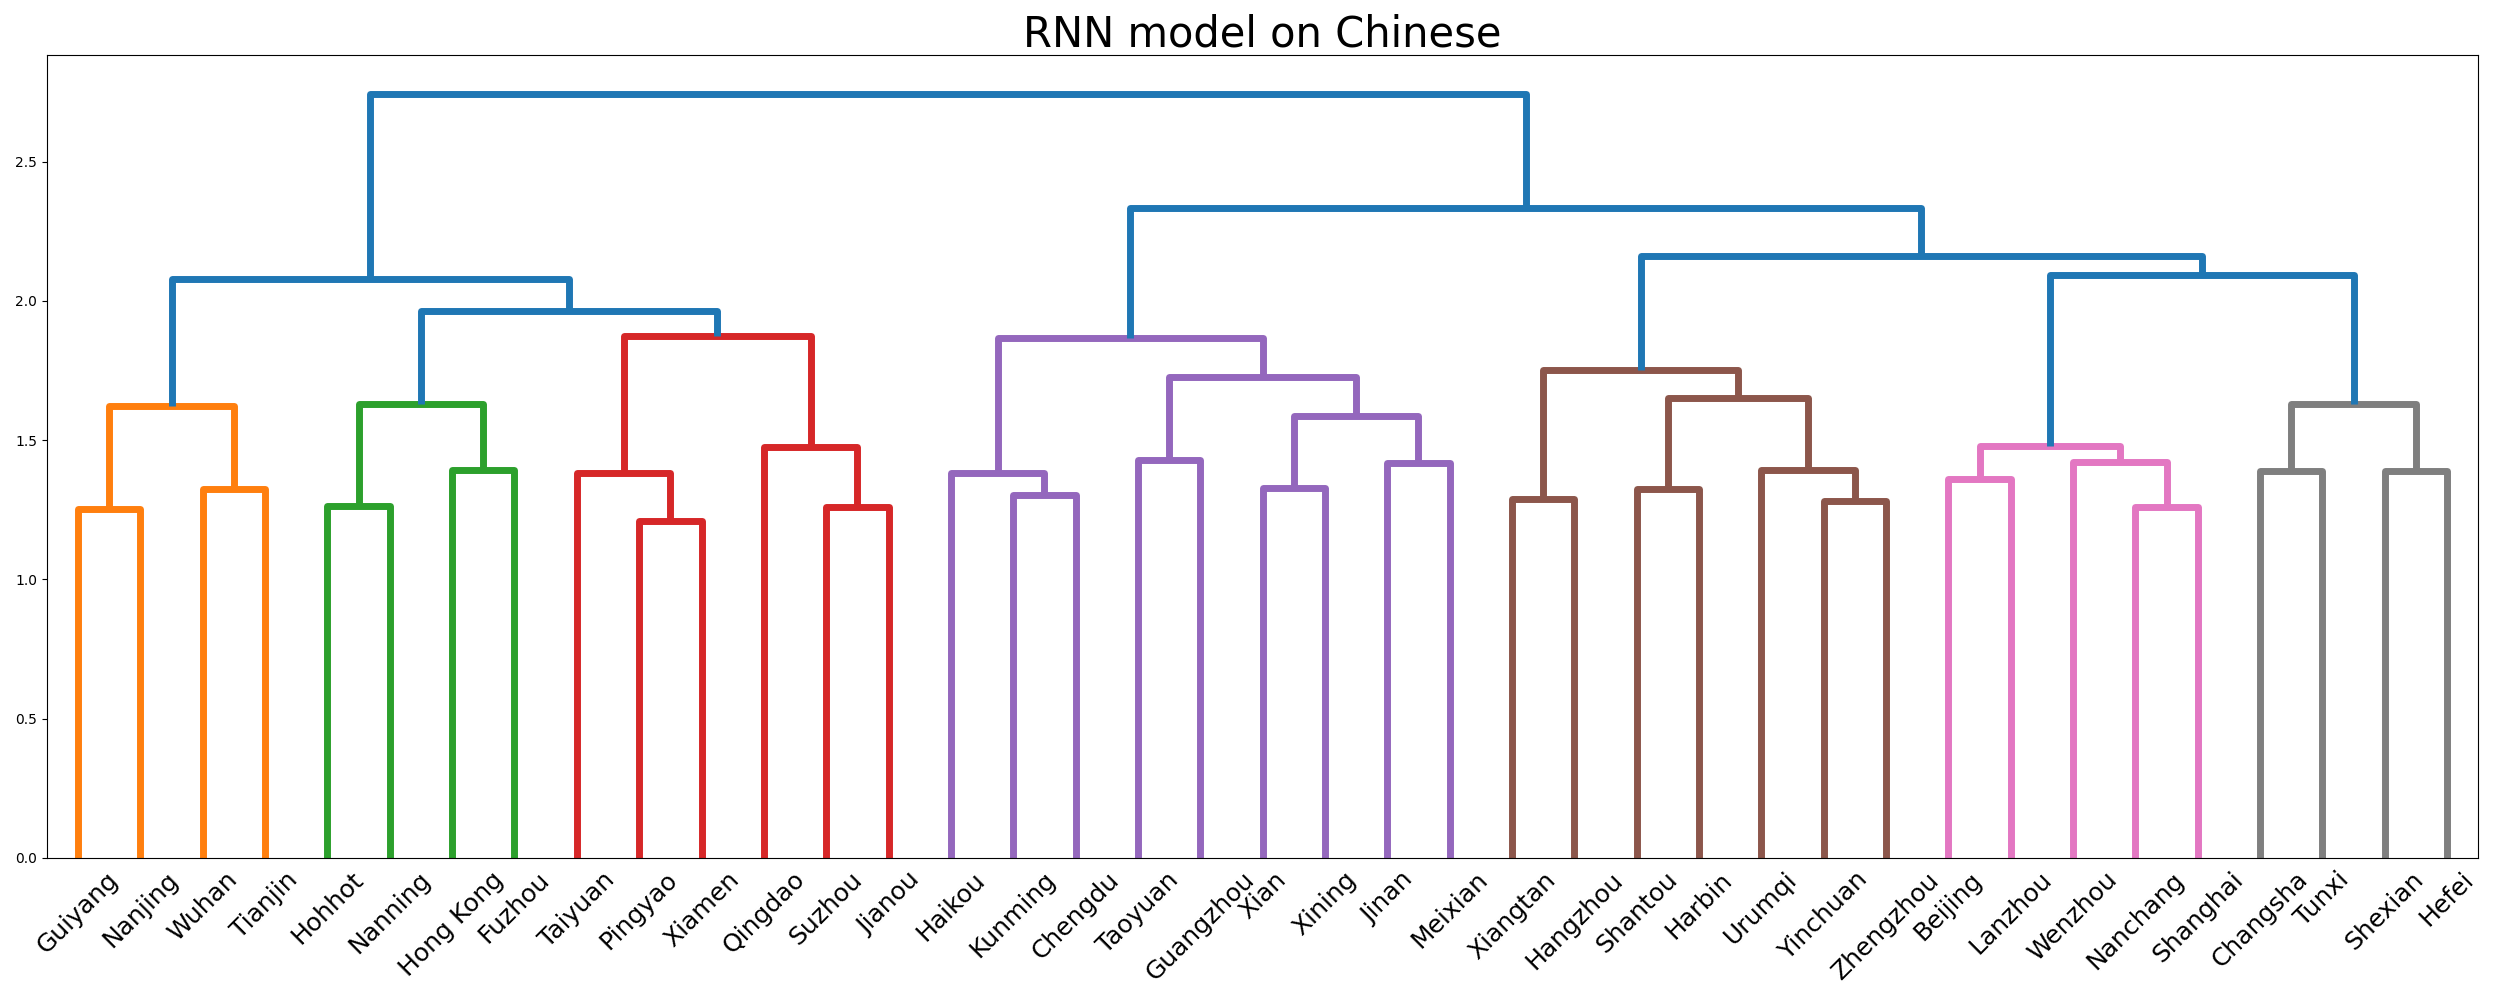 RNN model on Chinese
2.5
2.0
1.5
1.0
0.5
0.0
Guiyang
Nanjing
Wuhan
Tianjin
Hohhot
Nanning
Hong Kong
Fuzhou
Taiyuan
Pingyao
Xiamen
Qingdao
Suzhou
Jianou
Haikou
Kunming
Chengdu
Taoyuan
Guangzhou
Xian
Xining
Jinan
Meixian
Xiangtan
Hangzhou
Shantou
Harbin
Urumqi
Yinchuan
Zhengzhou
Beijing
Lanzhou
Wenzhou
Nanchang
Shanghai
Changsha
Tunxi
Shexian
Hefei